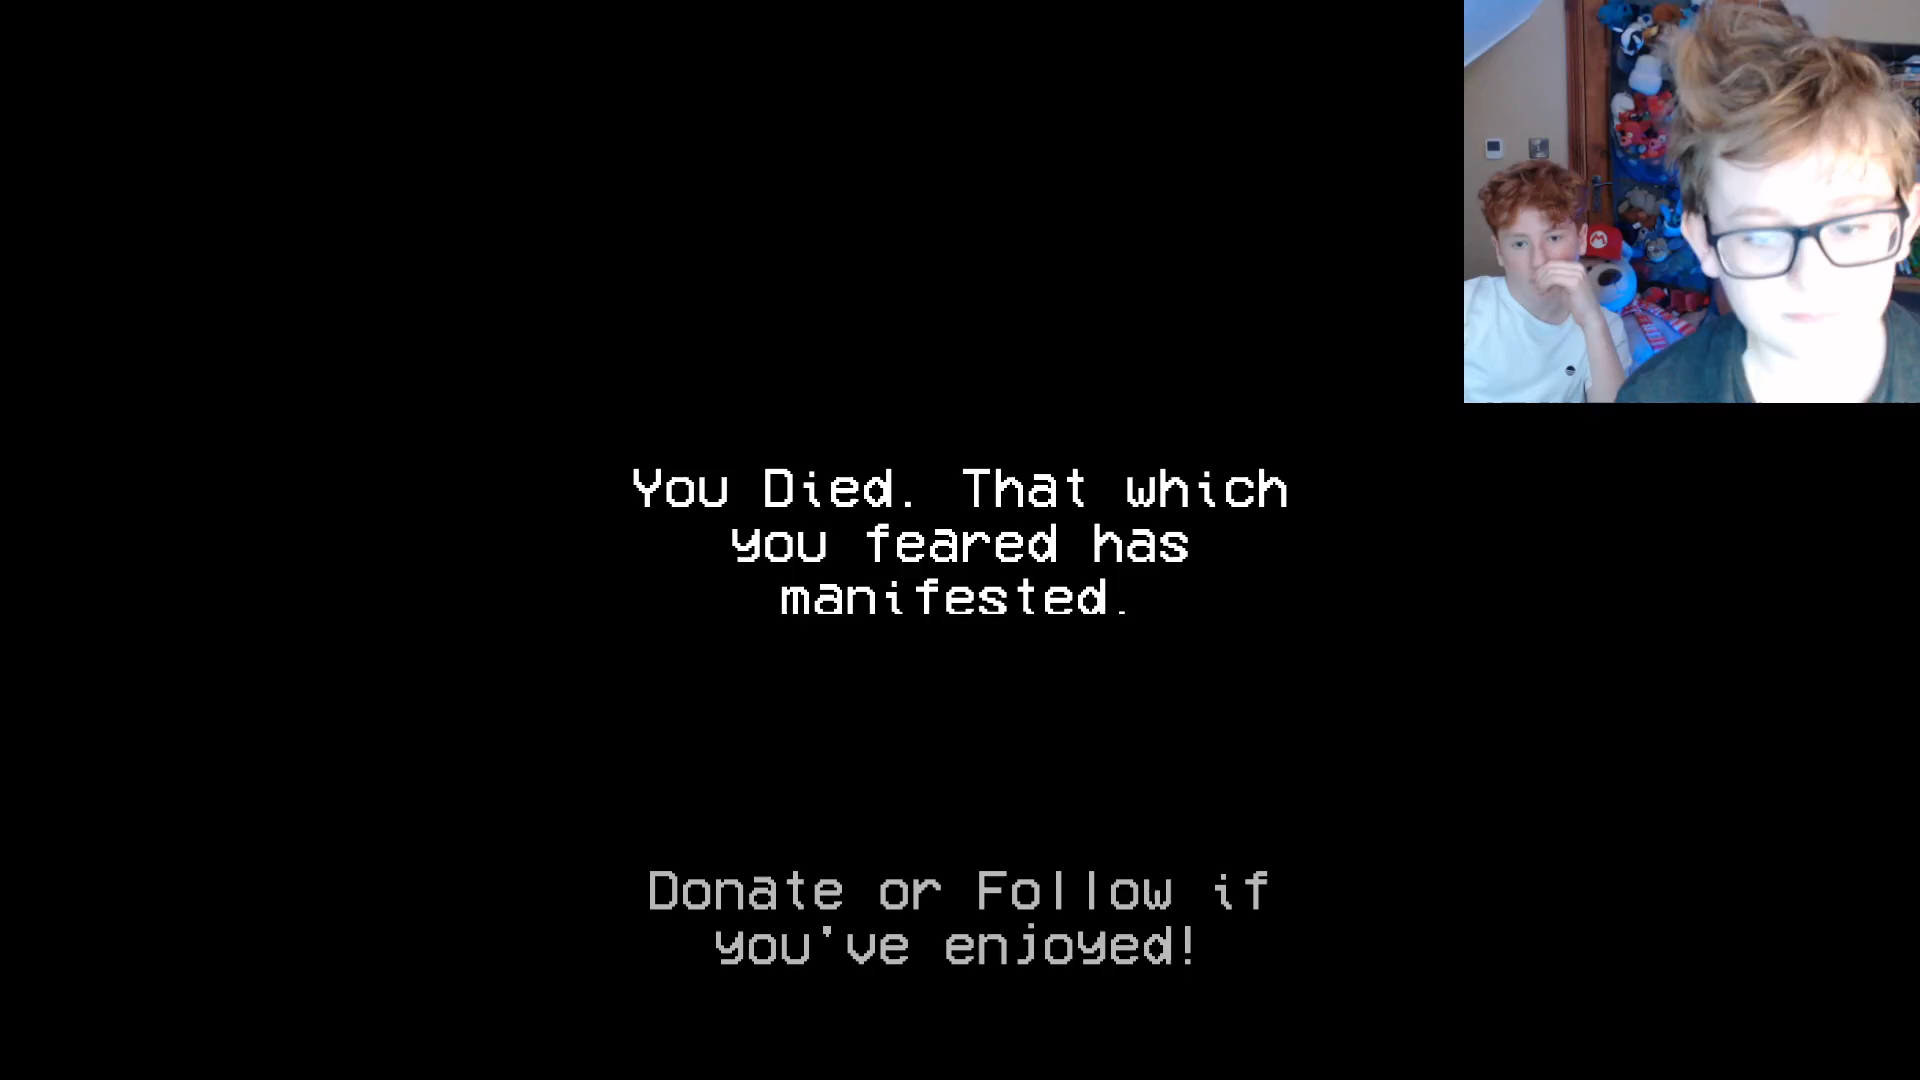 You Died. That which
you feared has
manifested.
Donate or Follow if
you've enjoyed!